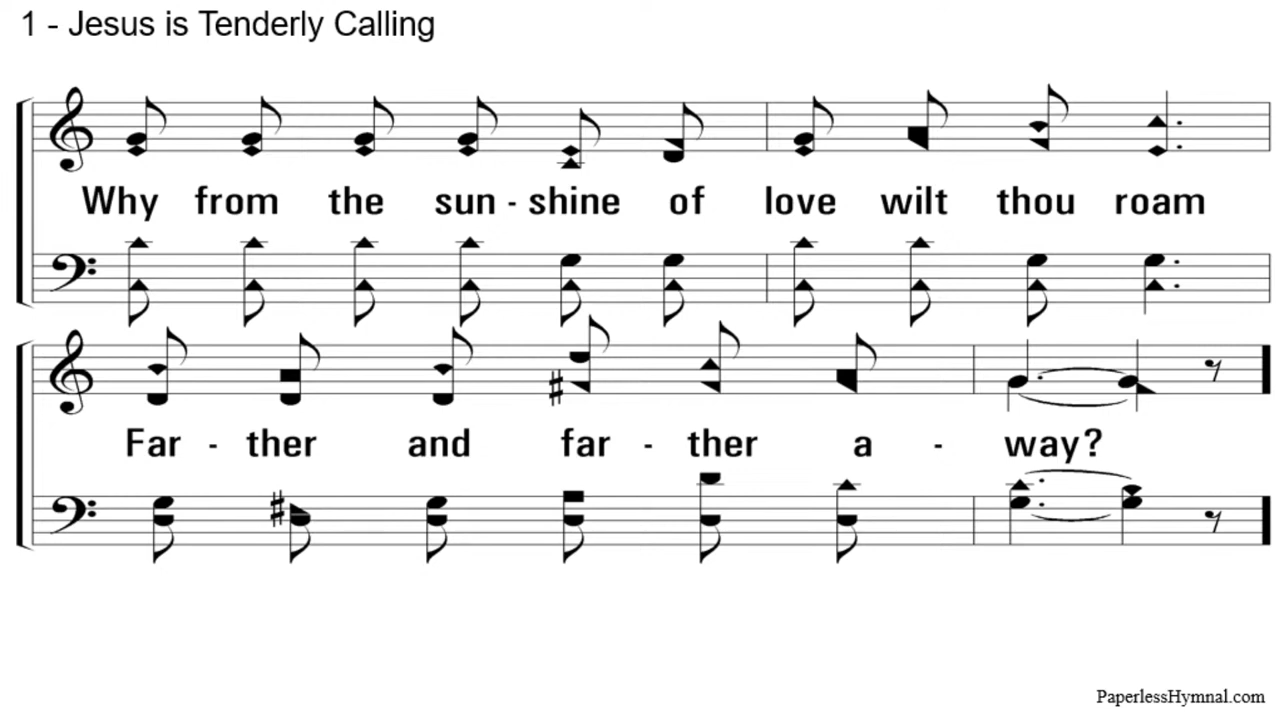 1 - Jesus is Tenderly Calling
Why from the sun - shine of love wilt thou roam
Far - ther and far - ther a - way?
PaperlessHymnal.com